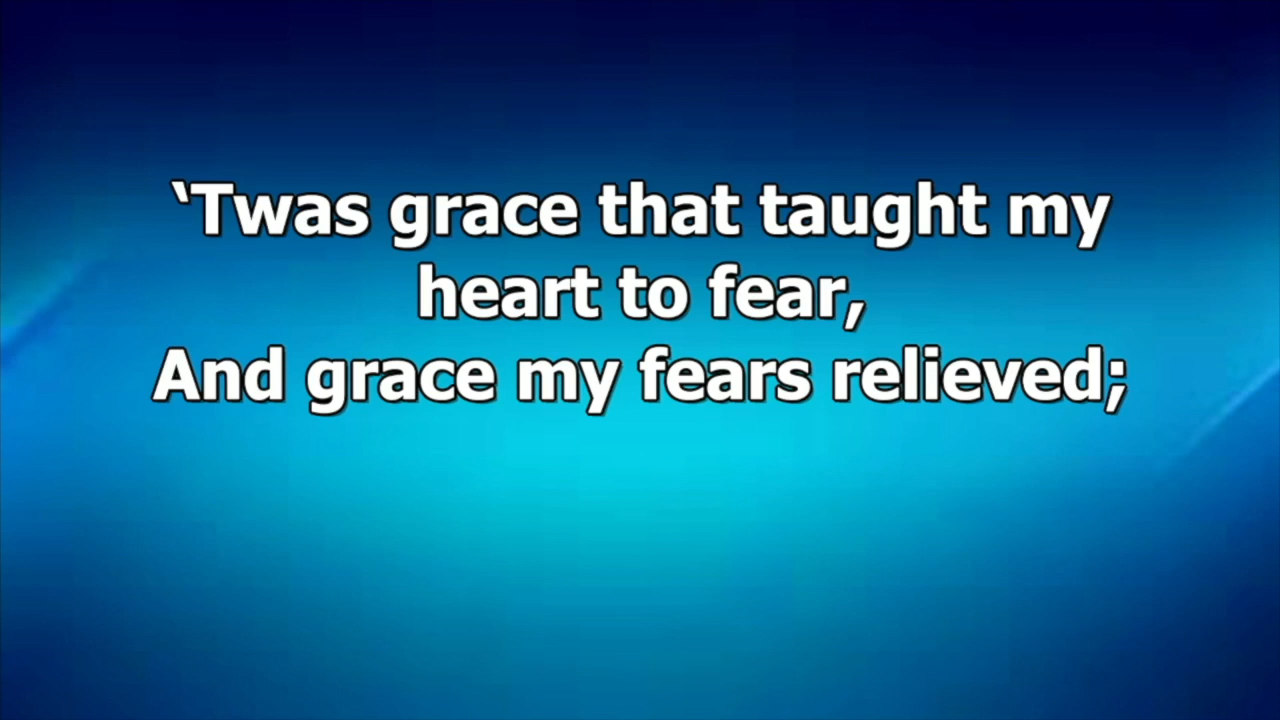 ‘Twas grace that taught my
heart to fear,
And grace my fears relieved;